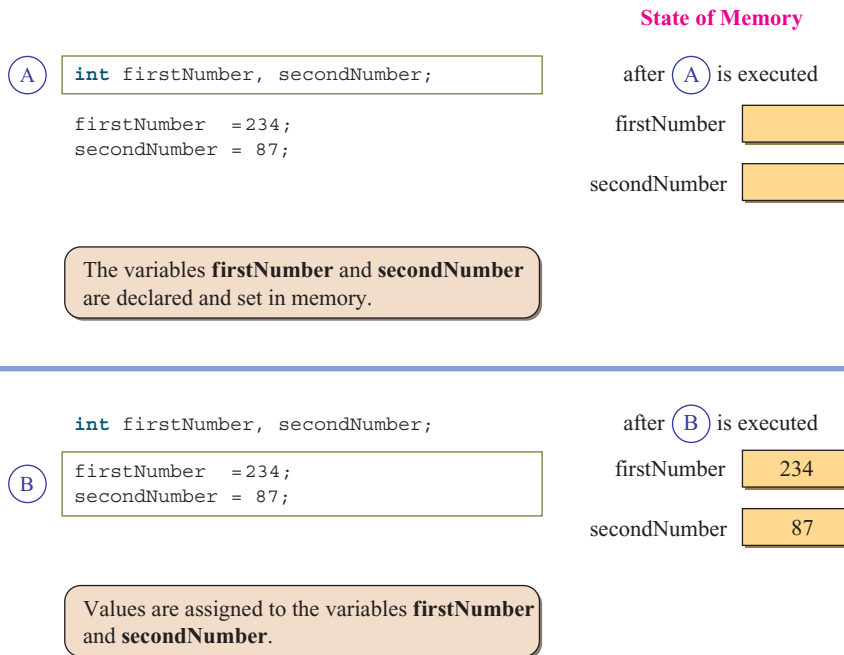 State of Memory
A
int firstNumber, secondNumber;
after A is executed
firstNumber =234;
secondNumber = 87;
firstNumber
secondNumber
The variables firstNumber and secondNumber
are declared and set in memory.
int firstNumber, secondNumber;
after B is executed
B
firstNumber =234;
secondNumber = 87;
firstNumber 234
secondNumber 87
Values are assigned to the variables firstNumber
and secondNumber.